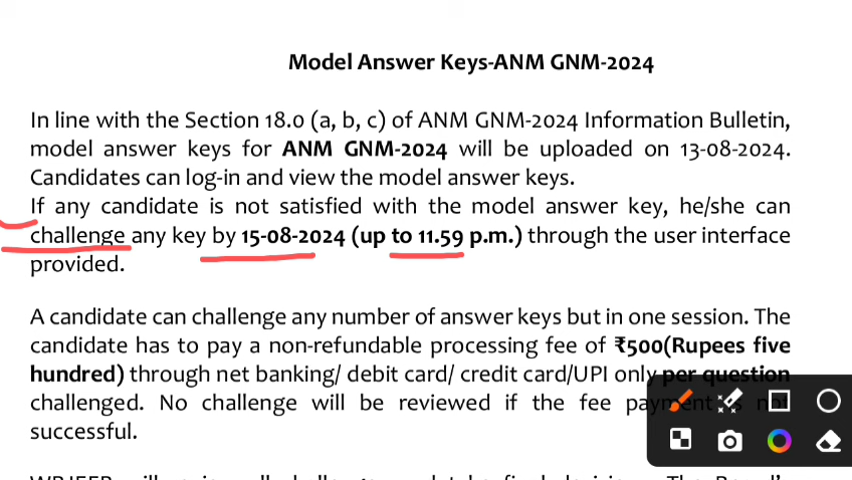 Model Answer Keys-ANM GNM-2024
In line with the Section 18.0 (a, b, c) of ANM GNM-2024 Information Bulletin,
model answer keys for ANM GNM-2024 will be uploaded on 13-08-2024.
Candidates can log-in and view the model answer keys.
If any candidate is not satisfied with the model answer key, he/she can
challenge any key by 15-08-2024 (up to 11.59 p.m.) through the user interface
provided.
A candidate can challenge any number of answer keys but in one session. The
candidate has to pay a non-refundable processing fee of ₹500(Rupees five
hundred) through net banking/ debit card/ credit card/UPI only per question
challenged. No challenge will be reviewed if the fee payment is not
successful.